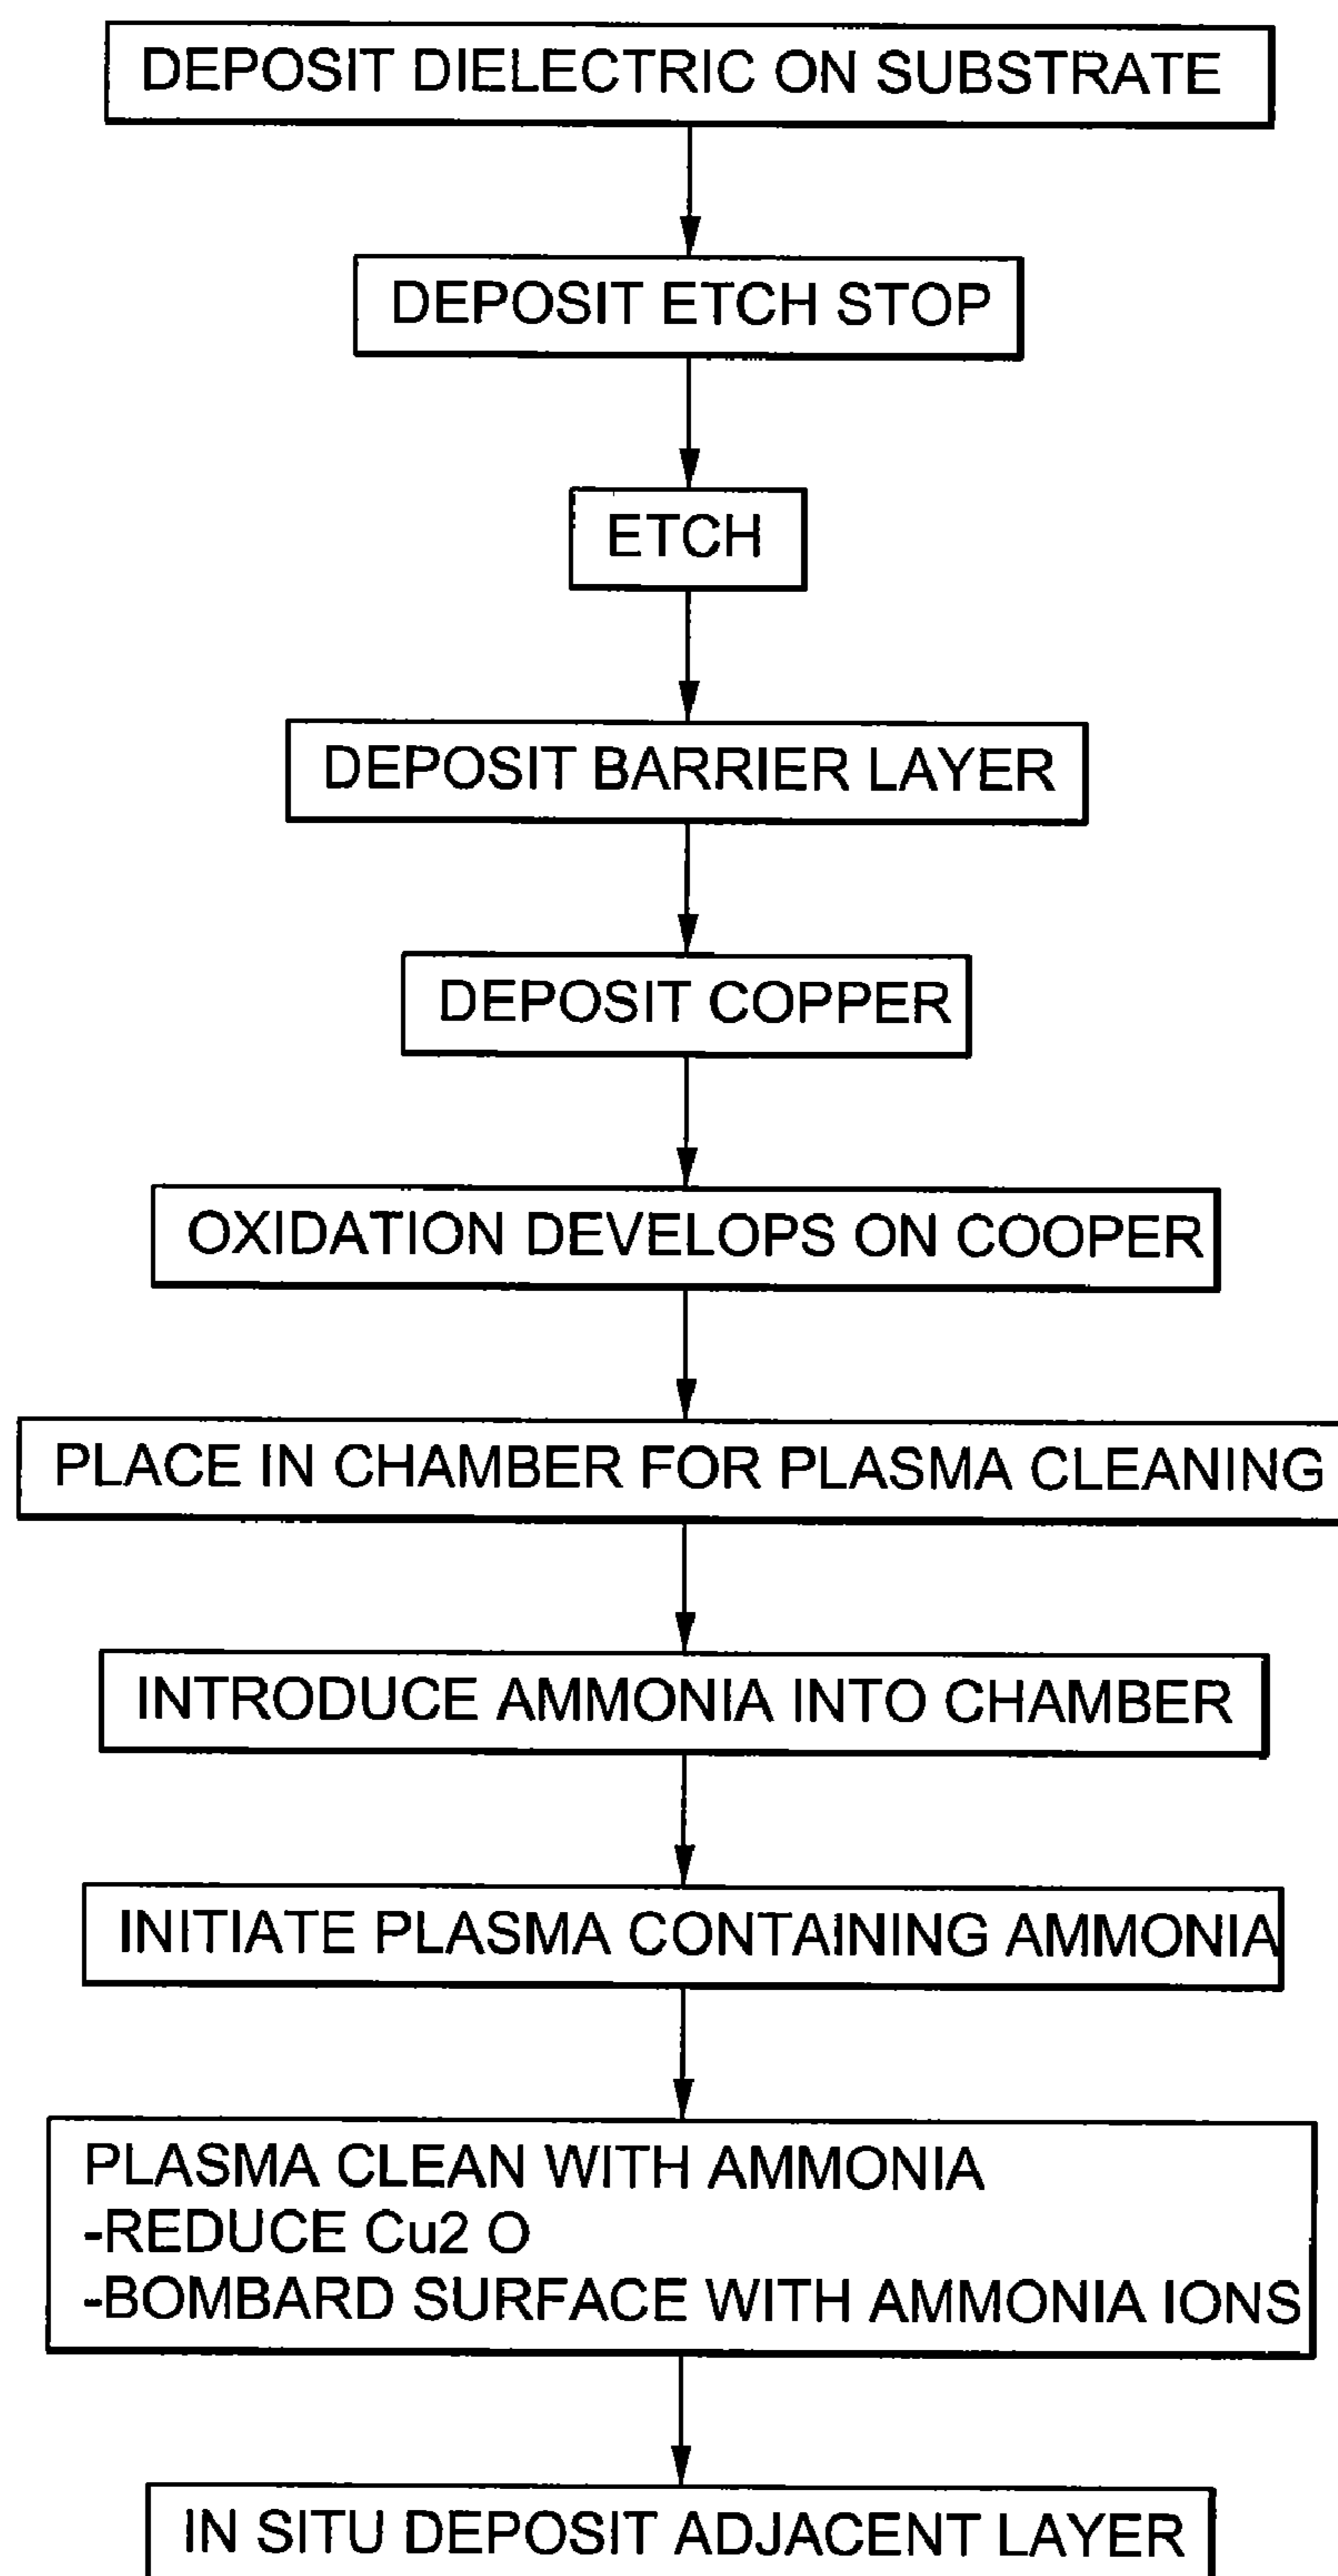 DEPOSIT DIELECTRIC ON SUBSTRATE
DEPOSIT ETCH STOP
ETCH
DEPOSIT BARRIER LAYER
DEPOSIT COPPER
OXIDATION DEVELOPS ON COOPER
PLACE IN CHAMBER FOR PLASMA CLEANING
INTRODUCE AMMONIA INTO CHAMBER
INITIATE PLASMA CONTAINING AMMONIA
PLASMA CLEAN WITH AMMONIA
-REDUCE Cu2 O
-BOMBARD SURFACE WITH AMMONIA IONS
IN SITU DEPOSIT ADJACENT LAYER